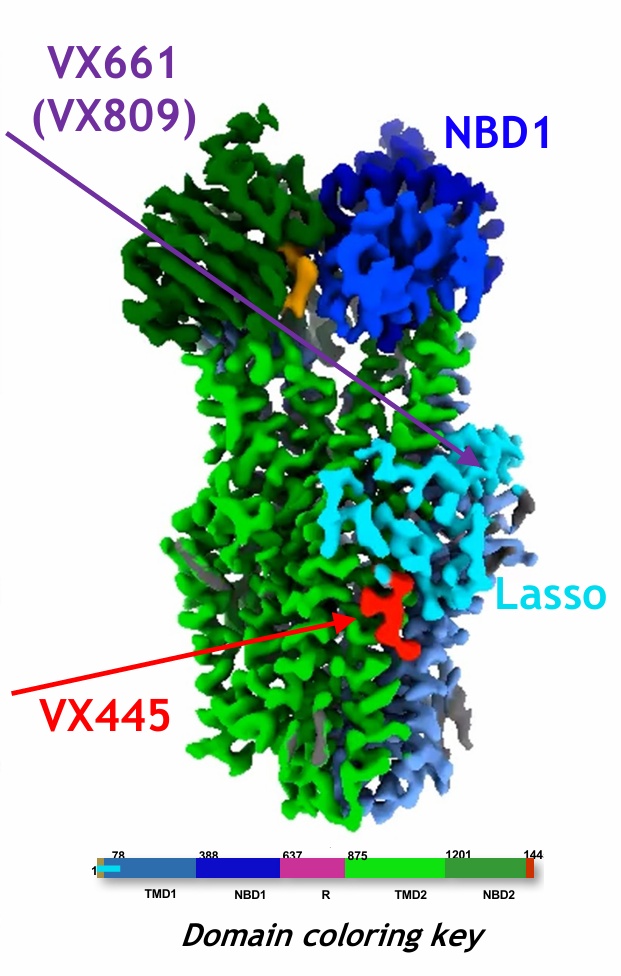 VX661
(VX809)
NBD1
Lasso
VX445
1 78 388 637 875 1201 144
TMD1 NBD1 R TMD2 NBD2
Domain coloring key